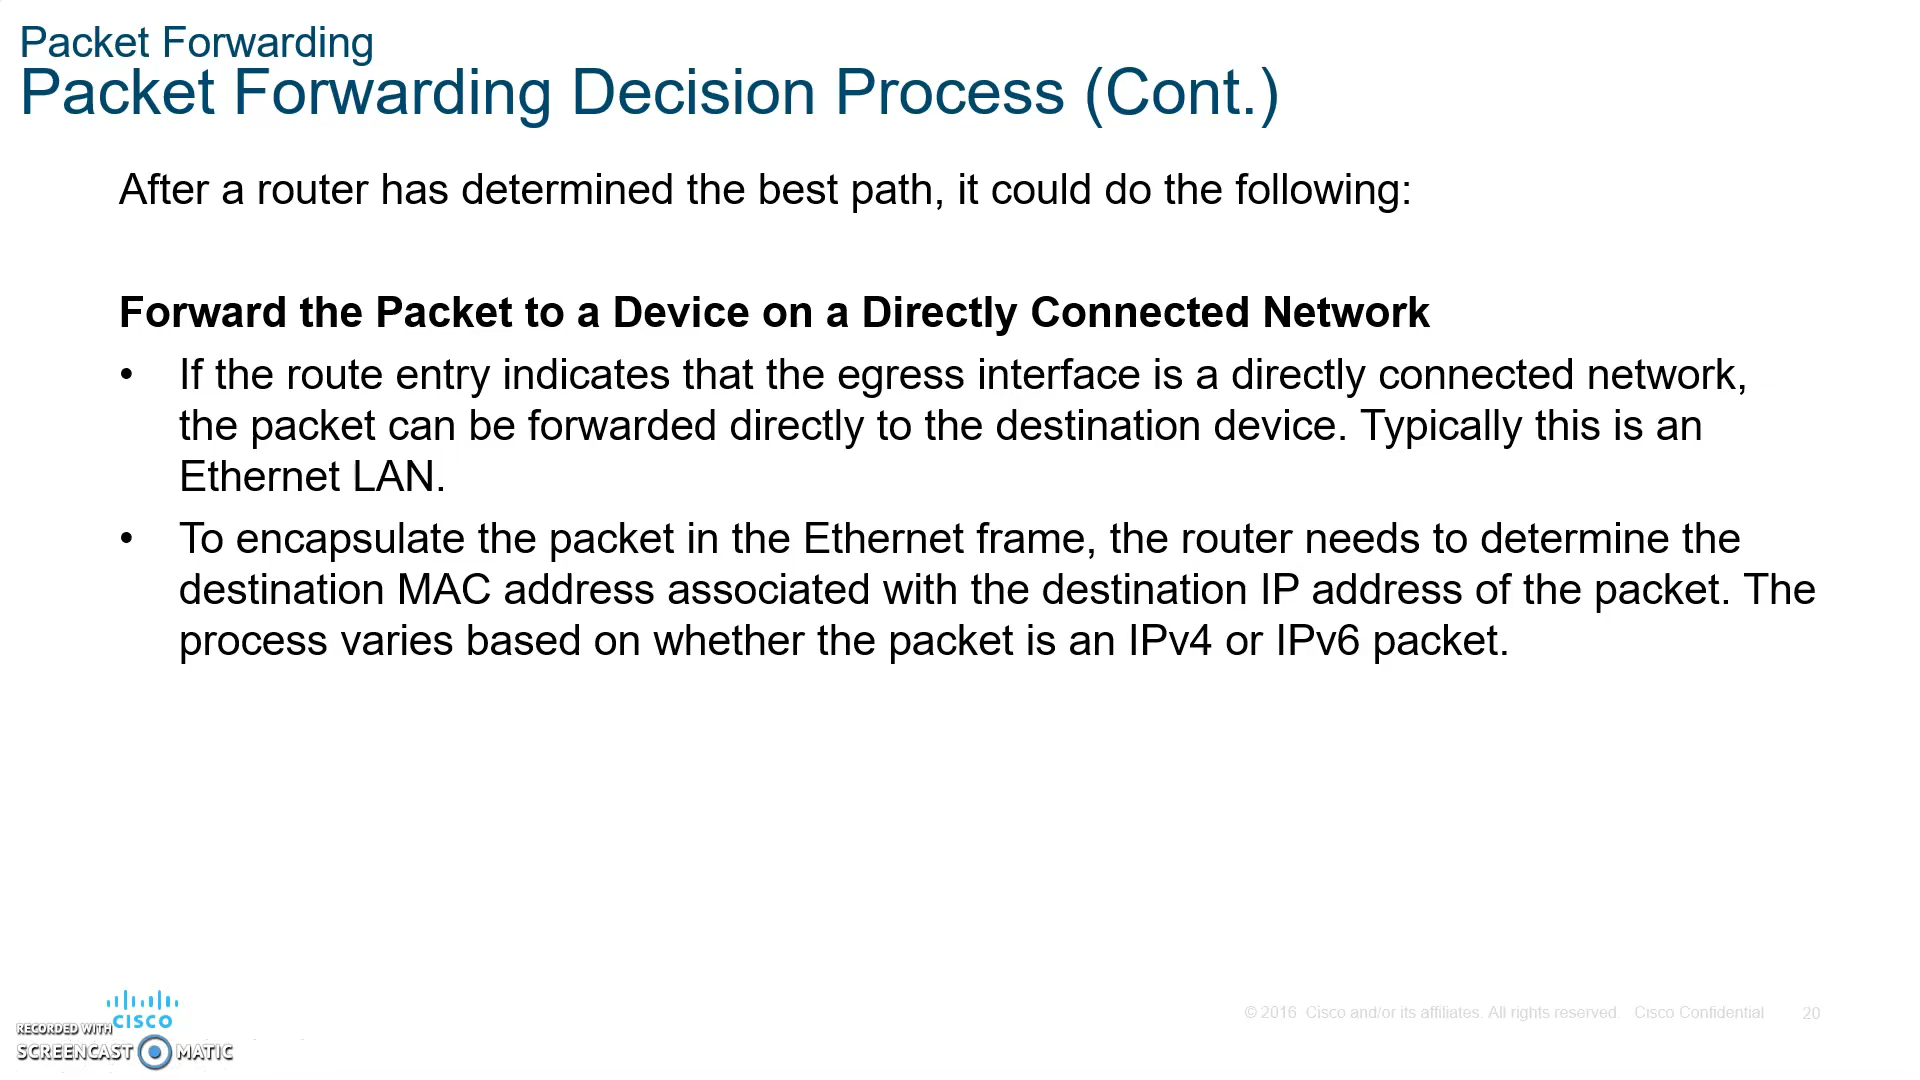 Packet Forwarding
Packet Forwarding Decision Process (Cont.)
After a router has determined the best path, it could do the following:
Forward the Packet to a Device on a Directly Connected Network
• If the route entry indicates that the egress interface is a directly connected network,
the packet can be forwarded directly to the destination device. Typically this is an
Ethernet LAN.
• To encapsulate the packet in the Ethernet frame, the router needs to determine the
destination MAC address associated with the destination IP address of the packet. The
process varies based on whether the packet is an IPv4 or IPv6 packet.
CISCO
RECORDED WITH
SCREENCAST MATIC
© 2016 Cisco and/or its affiliates. All rights reserved. Cisco Confidential 20